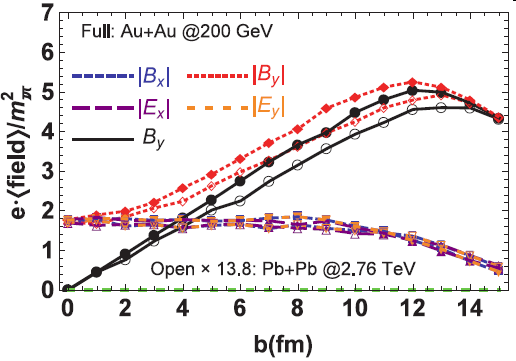 7
6
5
4
3
2
1
0
e·⟨field⟩/m²π
Full: Au+Au @200 GeV
|Bx| |By|
|Ex| |Ey|
By
Open × 13.8: Pb+Pb @2.76 TeV
0 2 4 6 8 10 12 14
b(fm)